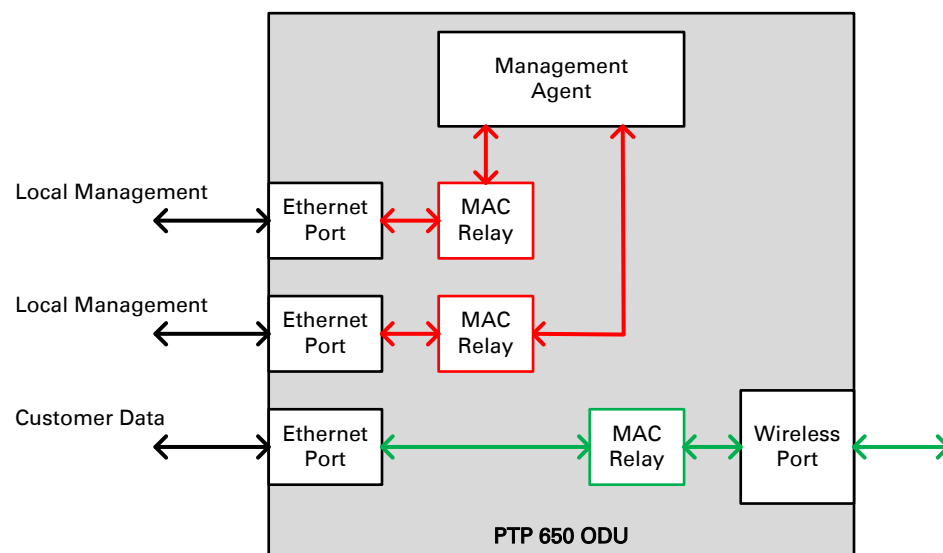 Management
Agent
Local Management
Ethernet
Port
MAC
Relay
Local Management
Ethernet
Port
MAC
Relay
Customer Data
Ethernet
Port
MAC
Relay
Wireless
Port
PTP 650 ODU